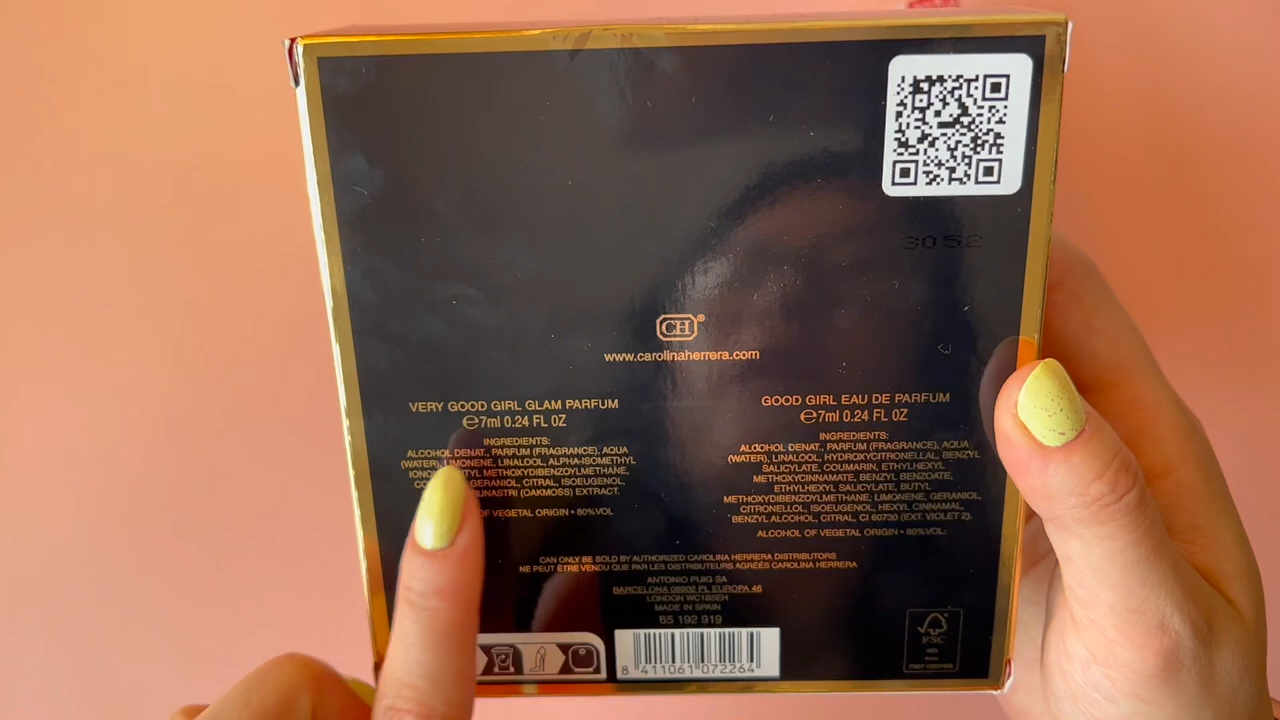 3052
CH®
www.carolinaherrera.com
VERY GOOD GIRL GLAM PARFUM
℮7ml 0.24 FL OZ
INGREDIENTS:
ALCOHOL DENAT., PARFUM (FRAGRANCE), AQUA
(WATER), LIMONENE, LINALOOL, ALPHA-ISOMETHYL
METHOXYDIBENZOYLMETHANE,
GERANIOL, CITRAL, ISOEUGENOL,
(OAKMOSS) EXTRACT.
OF VEGETAL ORIGIN • 80%VOL
GOOD GIRL EAU DE PARFUM
℮7ml 0.24 FL OZ
INGREDIENTS:
ALCOHOL DENAT., PARFUM (FRAGRANCE), AQUA
(WATER), LINALOOL, HYDROXYCITRONELLAL, BENZYL
SALICYLATE, COUMARIN, ETHYLHEXYL
METHOXYCINNAMATE, BENZYL BENZOATE,
ETHYLHEXYL SALICYLATE, BUTYL
METHOXYDIBENZOYLMETHANE, LIMONENE, GERANIOL,
CITRONELLOL, ISOEUGENOL, HEXYL CINNAMAL,
BENZYL ALCOHOL, CITRAL, CI 60730 (EXT. VIOLET 2).
ALCOHOL OF VEGETAL ORIGIN • 80%VOL.
CAN ONLY BE SOLD BY AUTHORIZED CAROLINA HERRERA DISTRIBUTORS
NE PEUT ÊTRE VENDU QUE PAR LES DISTRIBUTEURS AGRÉÉS CAROLINA HERRERA
ANTONIO PUIG SA
BARCELONA 08902 PL EUROPA 46
LONDON WC1B5EH
MADE IN SPAIN
65 192 919
8 411061 072264
FSC